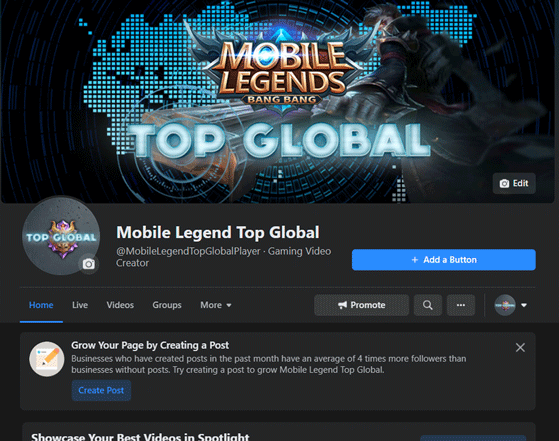 MOBILE
LEGENDS
BANG BANG
TOP GLOBAL
Edit
TOP GLOBAL
Mobile Legend Top Global
@MobileLegendTopGlobalPlayer · Gaming Video
Creator
+ Add a Button
Home Live Videos Groups More Promote
Grow Your Page by Creating a Post
Businesses who have created posts in the past month have an average of 4 times more followers than
businesses without posts. Try creating a post to grow Mobile Legend Top Global.
Create Post
Showcase Your Best Videos in Spotlight